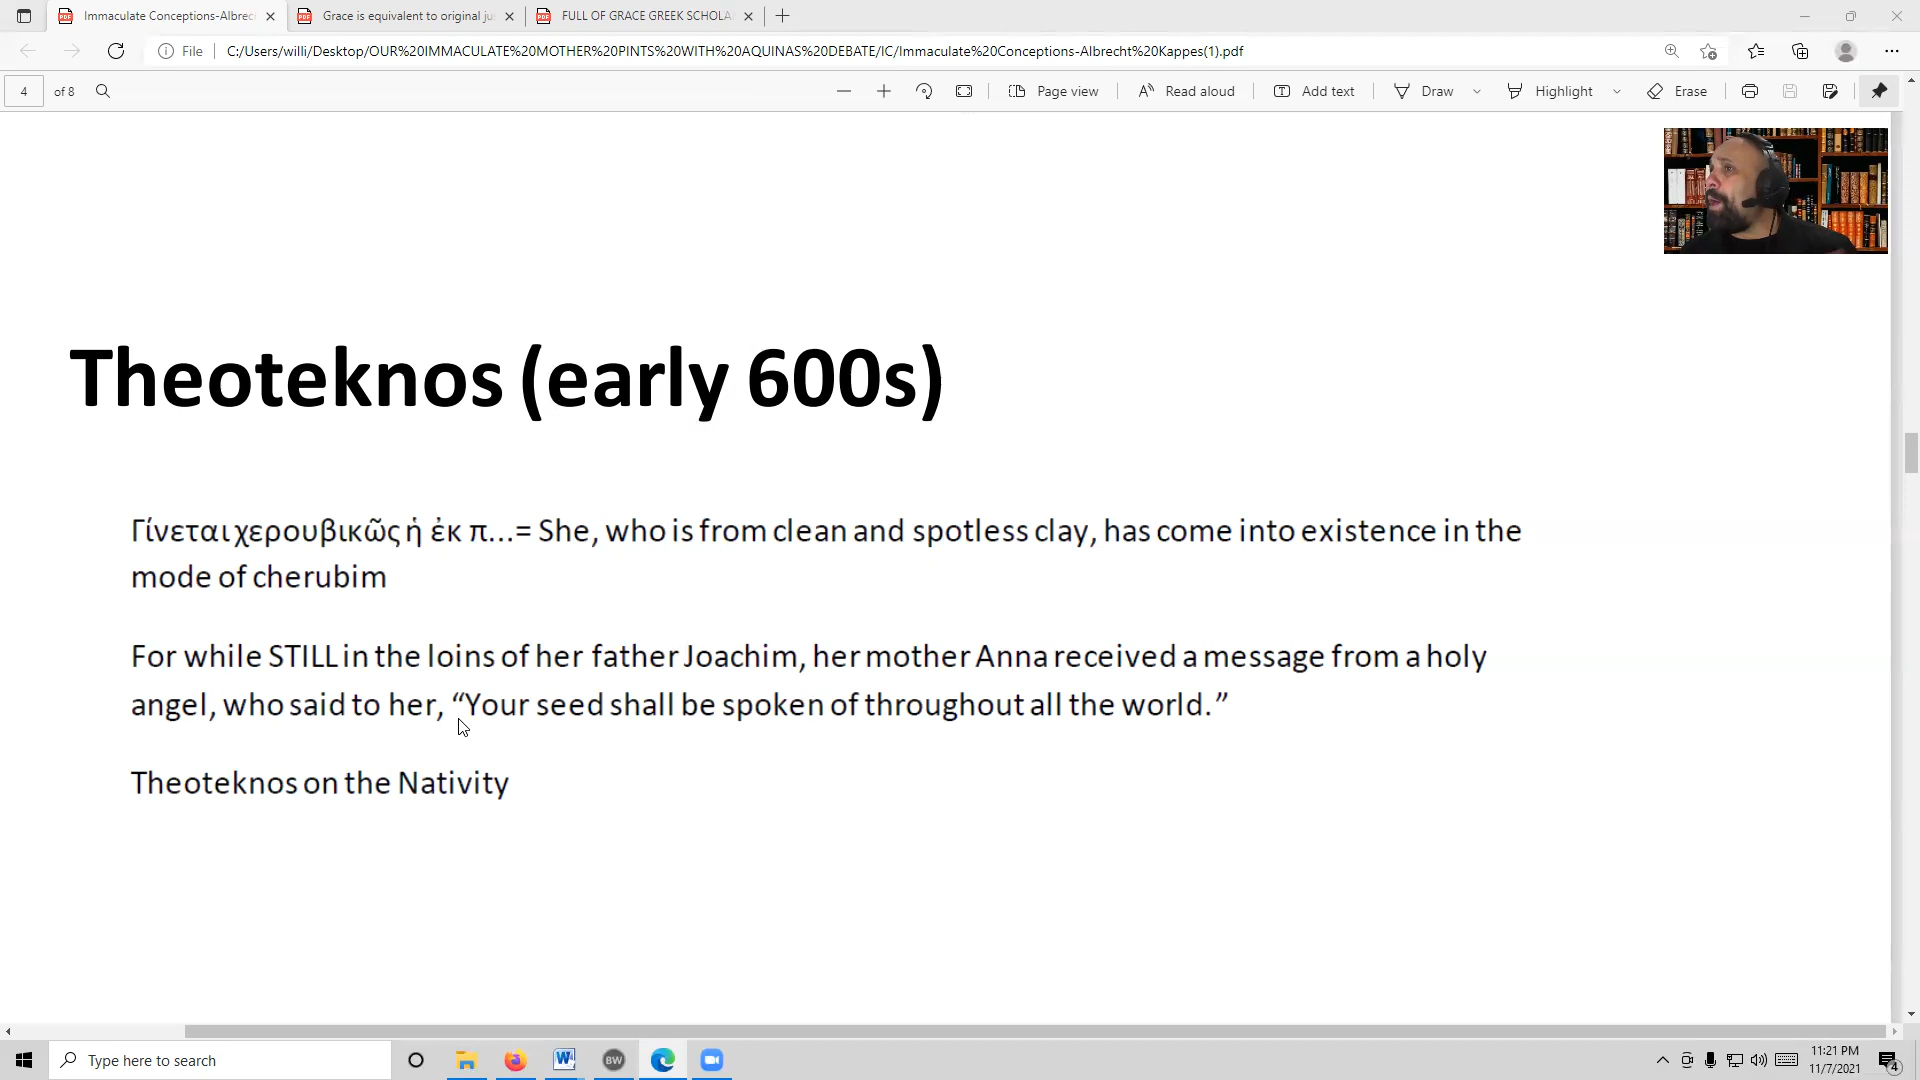 Immaculate Conceptions-Albrec
Grace is equivalent to original ju
FULL OF GRACE GREEK SCHOLA
File
C:/Users/willi/Desktop/OUR%20IMMACULATE%20MOTHER%20PINTS%20WITH%20AQUINAS%20DEBATE/IC/Immaculate%20Conceptions-Albrecht%20Kappes(1).pdf
4 of 8
Page view
Read aloud
Add text
Draw
Highlight
Erase
Theoteknos (early 600s)
Γίνεται χερουβικῶς ἡ ἐκ π...= She, who is from clean and spotless clay, has come into existence in the
mode of cherubim
For while STILL in the loins of her father Joachim, her mother Anna received a message from a holy
angel, who said to her, “Your seed shall be spoken of throughout all the world.”
Theoteknos on the Nativity
Type here to search
BW
11:21 PM
11/7/2021
4